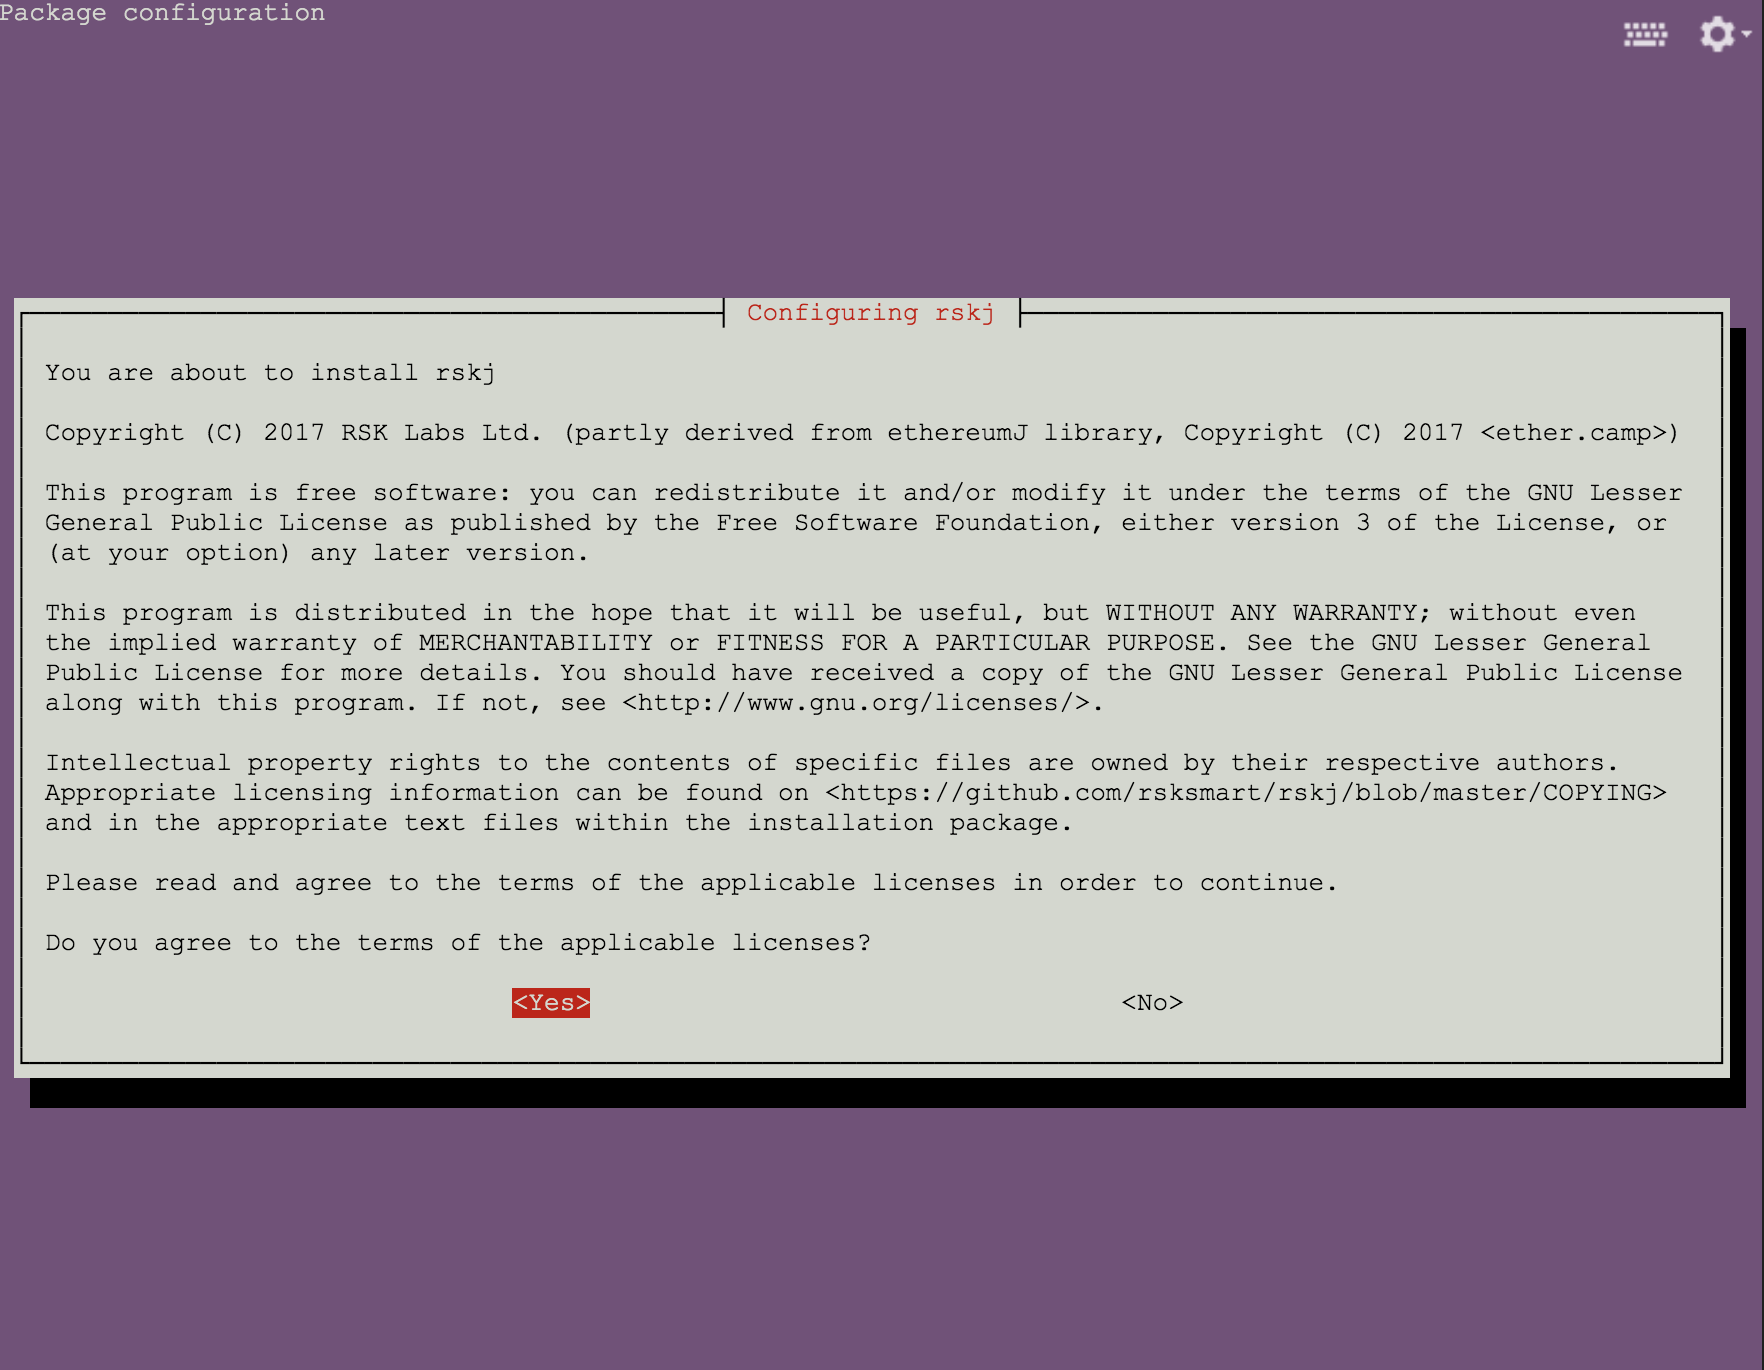 Package configuration
Configuring rskj
You are about to install rskj
Copyright (C) 2017 RSK Labs Ltd. (partly derived from ethereumJ library, Copyright (C) 2017 <ether.camp>)
This program is free software: you can redistribute it and/or modify it under the terms of the GNU Lesser
General Public License as published by the Free Software Foundation, either version 3 of the License, or
(at your option) any later version.
This program is distributed in the hope that it will be useful, but WITHOUT ANY WARRANTY; without even
the implied warranty of MERCHANTABILITY or FITNESS FOR A PARTICULAR PURPOSE. See the GNU Lesser General
Public License for more details. You should have received a copy of the GNU Lesser General Public License
along with this program. If not, see <http://www.gnu.org/licenses/>.
Intellectual property rights to the contents of specific files are owned by their respective authors.
Appropriate licensing information can be found on <https://github.com/rsksmart/rskj/blob/master/COPYING>
and in the appropriate text files within the installation package.
Please read and agree to the terms of the applicable licenses in order to continue.
Do you agree to the terms of the applicable licenses?
<Yes> <No>